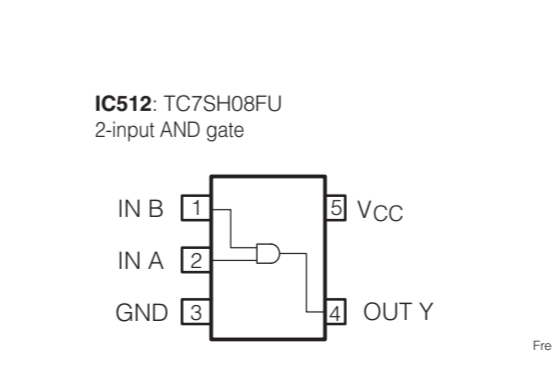 IC512: TC7SH08FU
2-input AND gate
IN B 1 5 VCC
IN A 2
GND 3 4 OUT Y
Fre